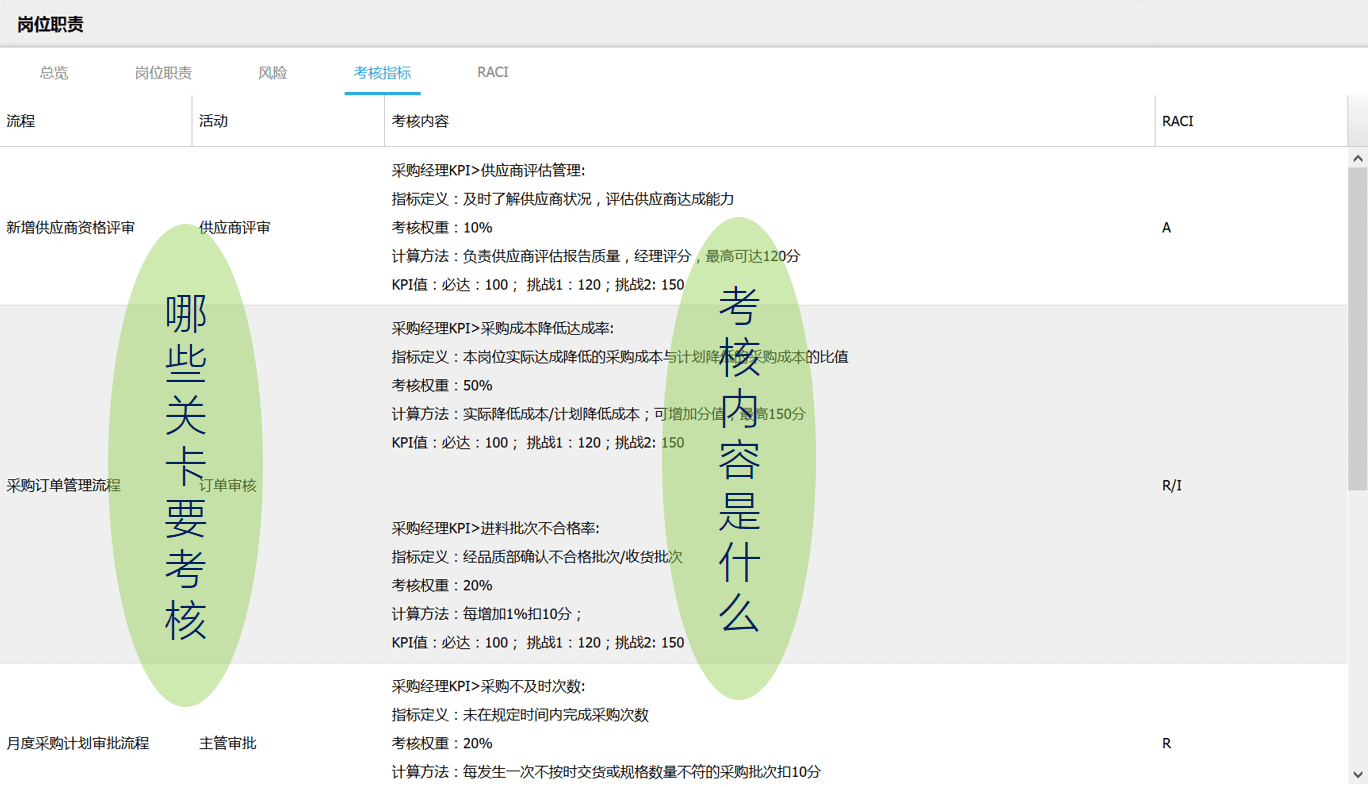 岗位职责
总览 岗位职责 风险 考核指标 RACI
流程 活动 考核内容 RACI
采购经理KPI>供应商评估管理:
指标定义：及时了解供应商状况，评估供应商达成能力
新增供应商资格评审 供应商评审 考核权重：10% A
计算方法：负责供应商评估报告质量，经理评分，最高可达120分
KPI值：必达：100； 挑战1：120；挑战2: 150
采购经理KPI>采购成本降低达成率:
指标定义：本岗位实际达成降低的采购成本与计划降低的采购成本的比值
考核权重：50%
计算方法：实际降低成本/计划降低成本；可增加分值，最高150分
KPI值：必达：100； 挑战1：120；挑战2: 150
采购订单管理流程 订单审核 R/I
采购经理KPI>进料批次不合格率:
指标定义：经品质部确认不合格批次/收货批次
考核权重：20%
计算方法：每增加1%扣10分；
KPI值：必达：100； 挑战1：120；挑战2: 150
采购经理KPI>采购不及时次数:
指标定义：未在规定时间内完成采购次数
月度采购计划审批流程 主管审批 考核权重：20% R
计算方法：每发生一次不按时交货或规格数量不符的采购批次扣10分
哪些关卡要考核
考核内容是什么